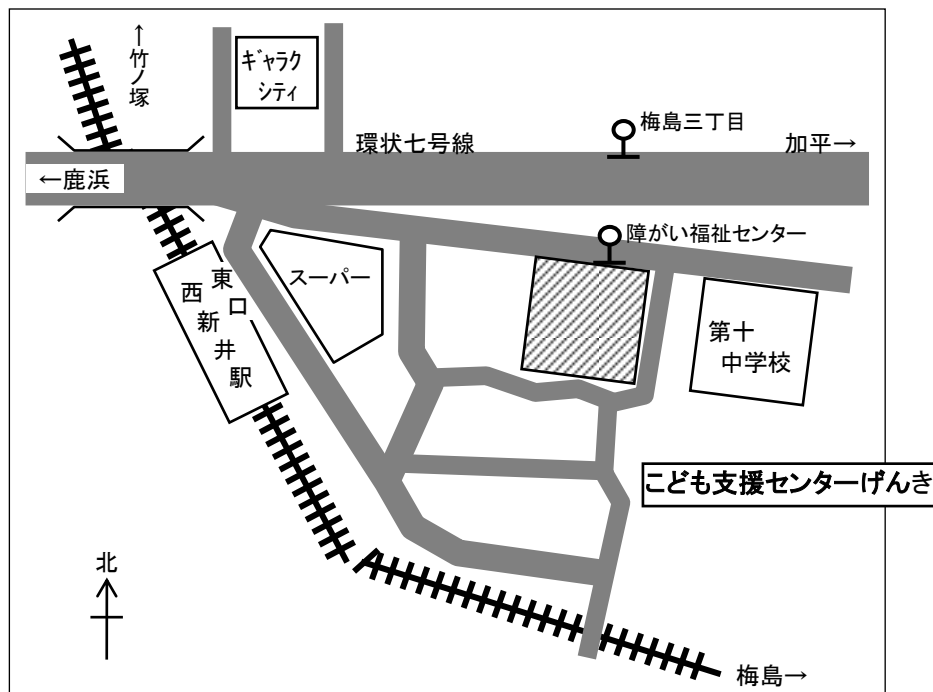 ↑竹ノ塚
ギャラク
シティ
梅島三丁目
環状七号線
加平→
←鹿浜
障がい福祉センター
スーパー
東口
西新井駅
第十
中学校
こども支援センターげんき
北
梅島→